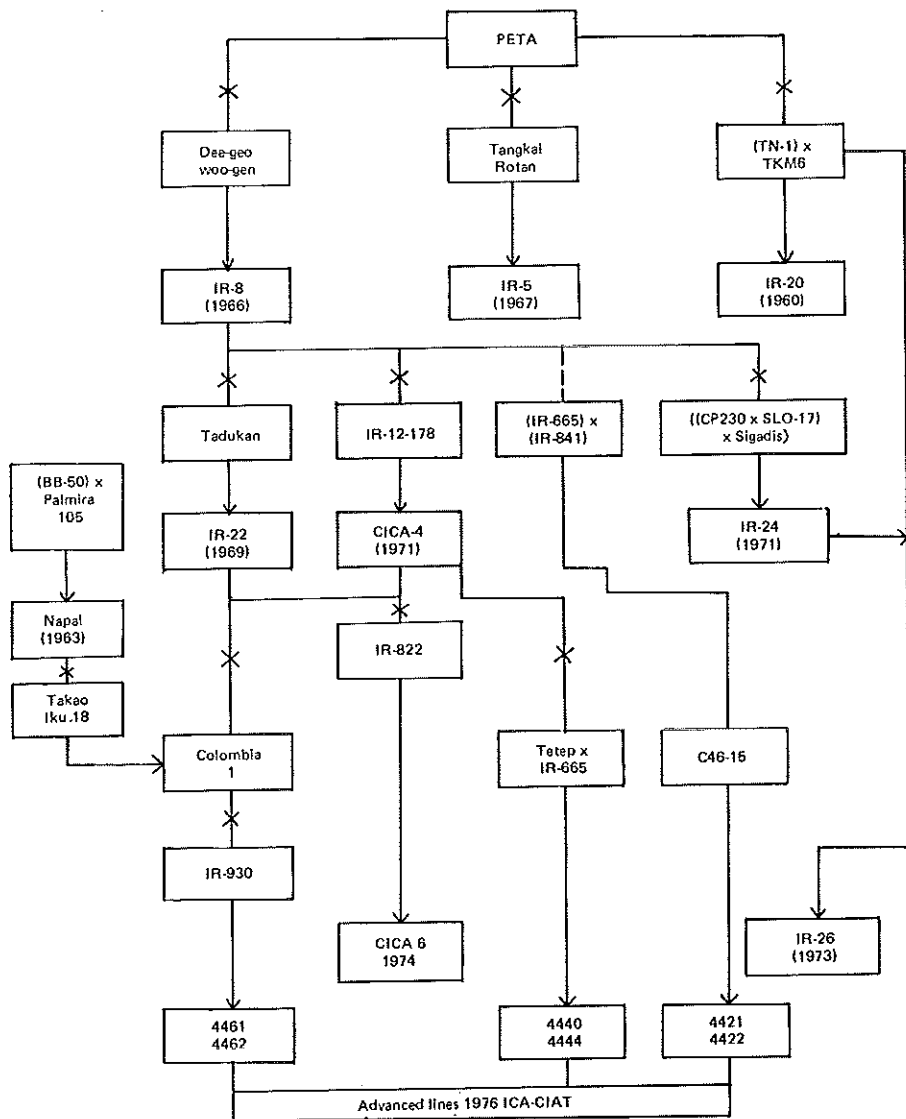 PETA
Dee-geo
woo-gen
Tangkal
Rotan
(TN-1) x
TKM6
IR-8
(1966)
IR-5
(1967)
IR-20
(1960)
Tadukan
IR-12-178
(IR-665) x
(IR-841)
((CP230 x SLO-17)
x Sigadis)
(BB-50) x
Palmira
105
IR-22
(1969)
CICA-4
(1971)
IR-24
(1971)
Napal
(1963)
IR-822
Takao
Iku.18
Colombia
1
Tetep x
IR-665
C46-15
IR-930
CICA 6
1974
IR-26
(1973)
4461
4462
4440
4444
4421
4422
Advanced lines 1976 ICA-CIAT